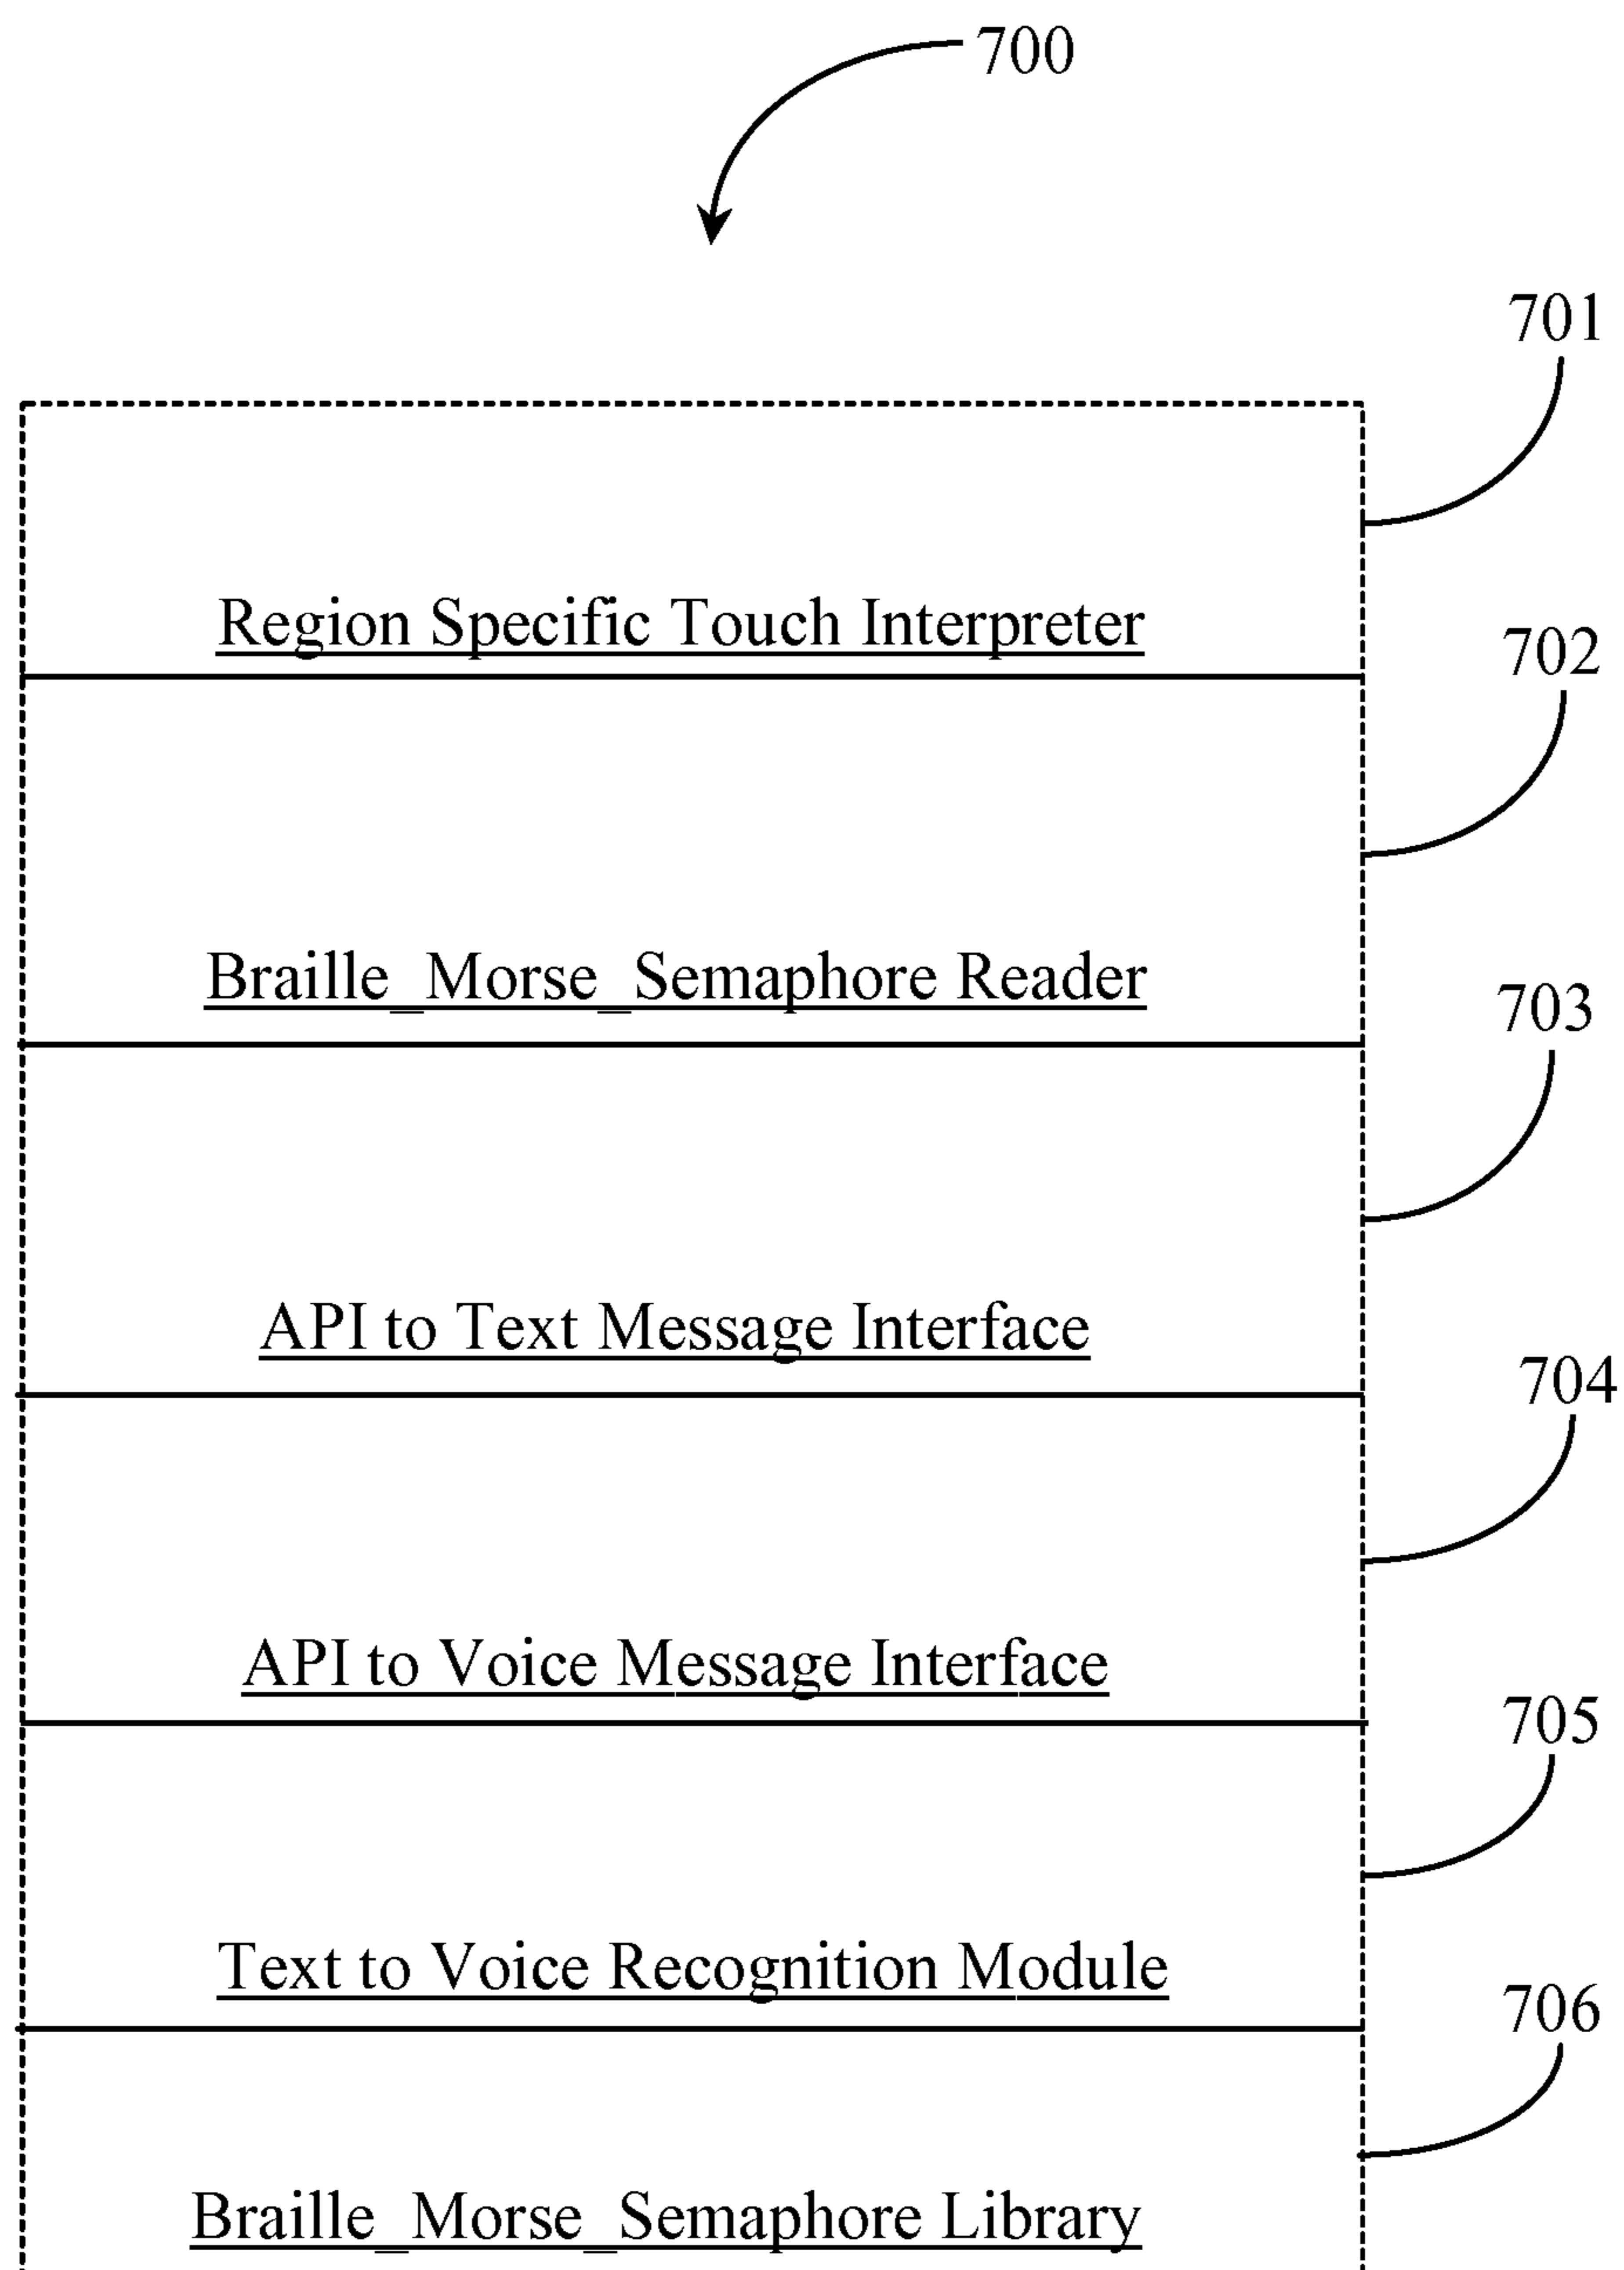 700
701
Region Specific Touch Interpreter
702
Braille_Morse_Semaphore Reader
703
API to Text Message Interface
704
API to Voice Message Interface
705
Text to Voice Recognition Module
706
Braille_Morse_Semaphore Library